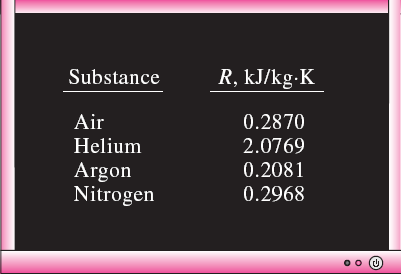 Substance R, kJ/kg·K
Air 0.2870
Helium 2.0769
Argon 0.2081
Nitrogen 0.2968